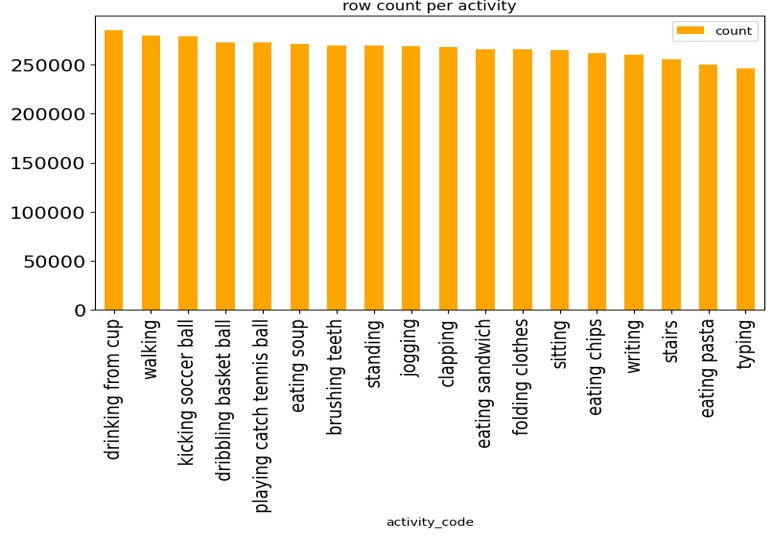 row count per activity
count
250000
200000
150000
100000
50000
0
drinking from cup
walking
kicking soccer ball
dribbling basket ball
playing catch tennis ball
eating soup
brushing teeth
standing
jogging
clapping
eating sandwich
folding clothes
sitting
eating chips
writing
stairs
eating pasta
typing
activity_code